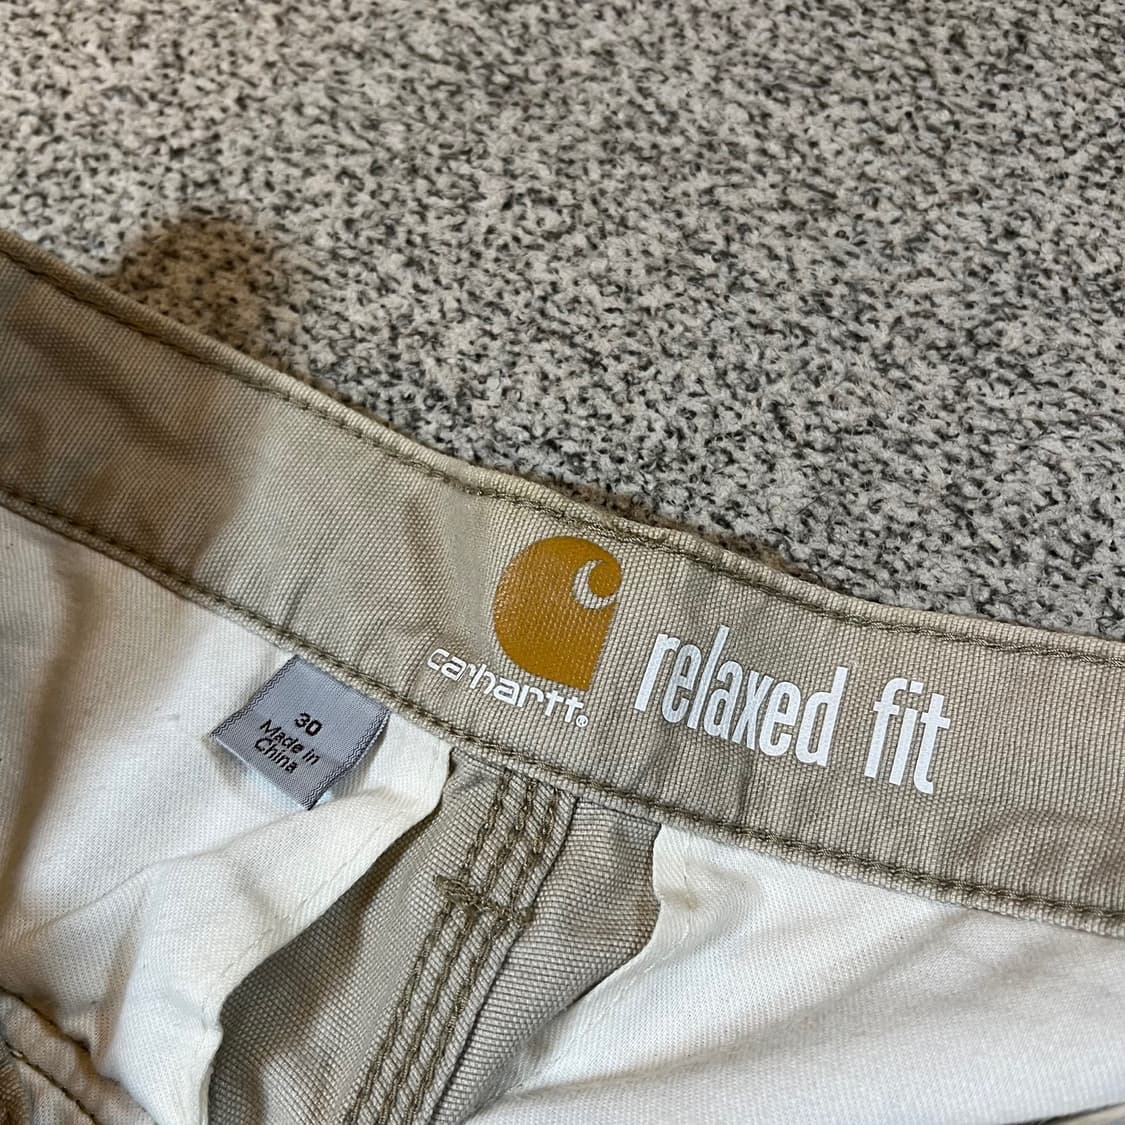 carhartt®
relaxed fit
30
Made in
China